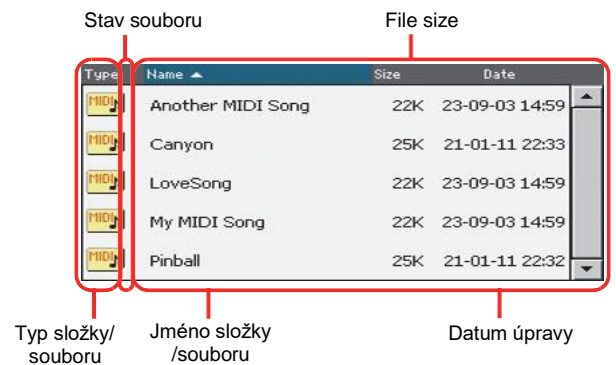 Stav souboru File size
Type Name Size Date
MIDI Another MIDI Song 22K 23-09-03 14:59
MIDI Canyon 25K 21-01-11 22:33
MIDI LoveSong 22K 23-09-03 14:59
MIDI My MIDI Song 22K 23-09-03 14:59
MIDI Pinball 25K 21-01-11 22:32
Typ složky/
souboru
Jméno složky
/souboru
Datum úpravy